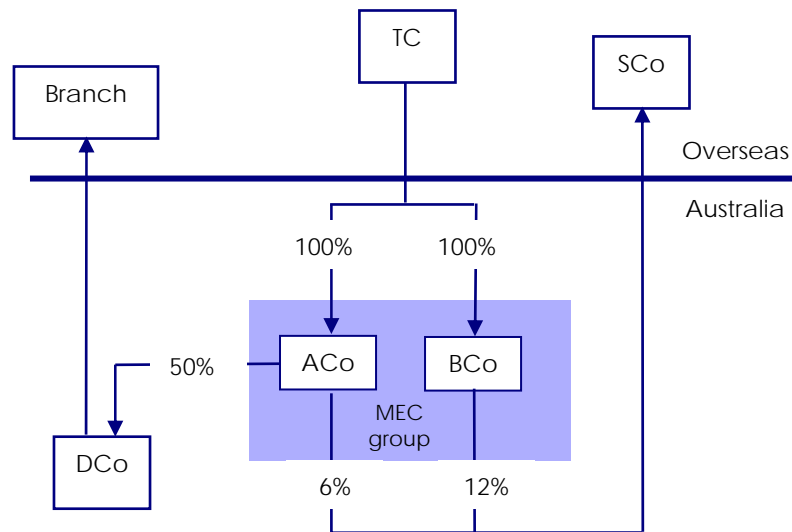 TC
SCo
Branch
Overseas
Australia
100%
100%
ACo
BCo
50%
MEC
group
DCo
6%
12%